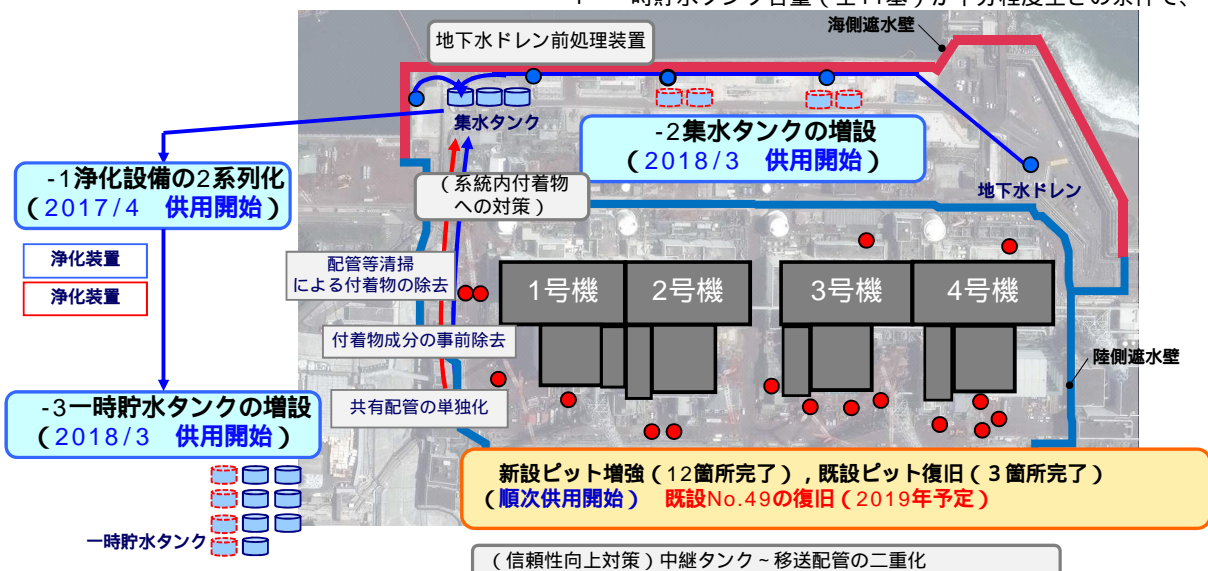 1 一時貯水タンク容量（全11基）が半分程度空との条件で、
地下水ドレン前処理装置
海側遮水壁
集水タンク
-2集水タンクの増設
（2018/3　供用開始）
地下水ドレン
-1浄化設備の2系列化
（2017/4　供用開始）
（系統内付着物
への対策）
浄化装置
浄化装置
配管等清掃
による付着物の除去
1号機
2号機
3号機
4号機
付着物成分の事前除去
陸側遮水壁
共有配管の単独化
-3一時貯水タンクの増設
（2018/3　供用開始）
新設ピット増強（12箇所完了）, 既設ピット復旧（３箇所完了）
（順次供用開始）　既設No.49の復旧（2019年予定）
一時貯水タンク
（信頼性向上対策）中継タンク～移送配管の二重化